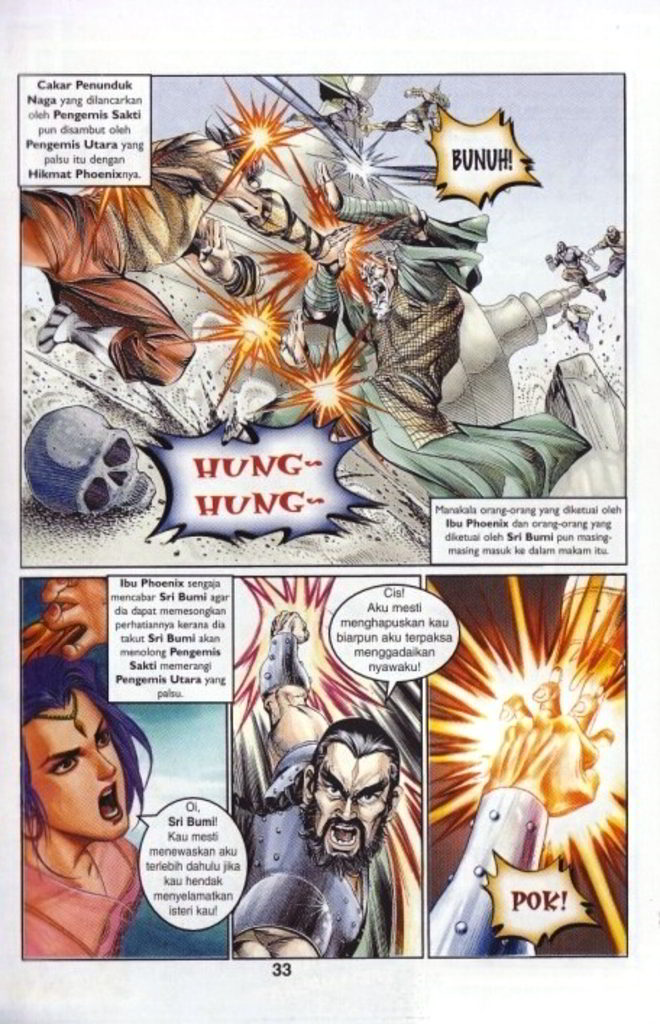 Cakar Penunduk
Naga yang dilancarkan
oleh Pengemis Sakti
pun disambut oleh
Pengemis Utara yang
palsu itu dengan
Hikmat Phoenixnya.
BUNUH!
HUNG~
HUNG~
Manakala orang-orang yang diketuai oleh
Ibu Phoenix dan orang-orang yang
diketuai oleh Sri Bumi pun masing-
masing masuk ke dalam makam itu.
Ibu Phoenix sengaja
mencabar Sri Bumi agar
dia dapat memesongkan
perhatiannya kerana dia
takut Sri Bumi akan
menolong Pengemis
Sakti memerangi
Pengemis Utara yang
palsu.
Oi,
Sri Bumi!
Kau mesti
menewaskan aku
terlebih dahulu jika
kau hendak
menyelamatkan
isteri kau!
Cis!
Aku mesti
menghapuskan kau
biarpun aku terpaksa
menggadaikan
nyawaku!
POK!
33